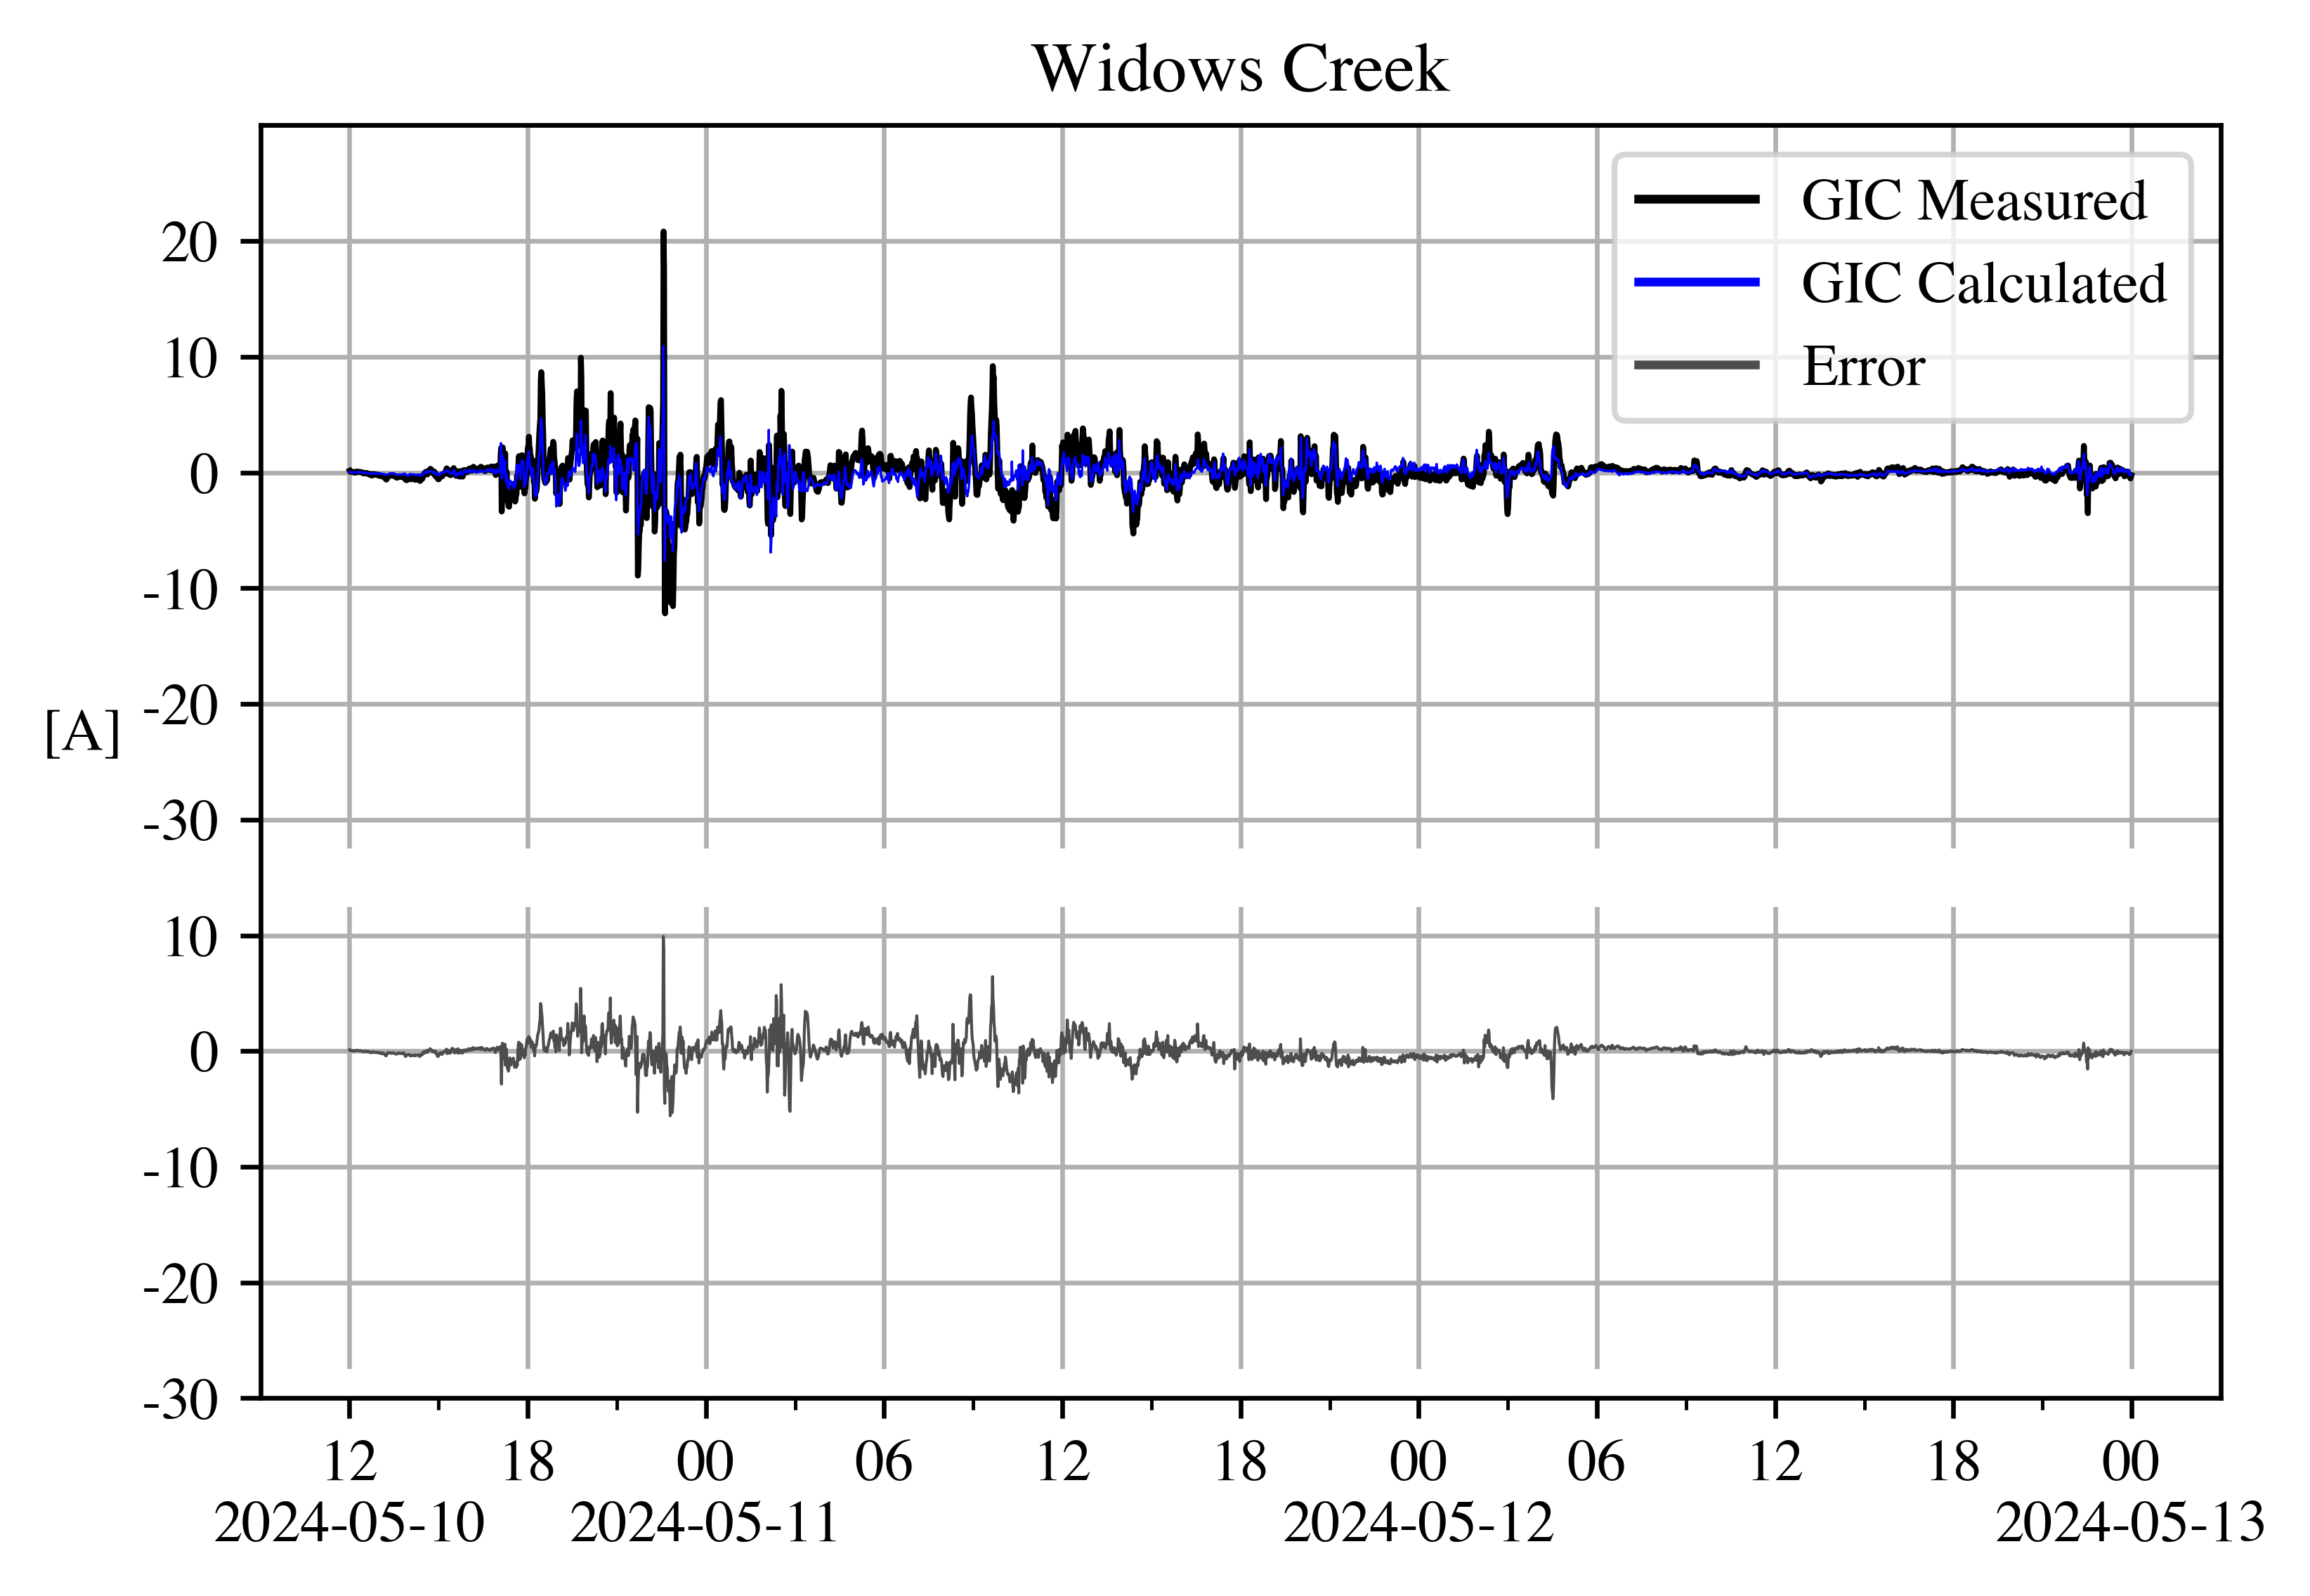 Widows Creek
GIC Measured
GIC Calculated
Error
20
10
0
-10
-20
-30
[A]
10
0
-10
-20
-30
12 18 00 06 12 18 00 06 12 18 00
2024-05-10 2024-05-11 2024-05-12 2024-05-13